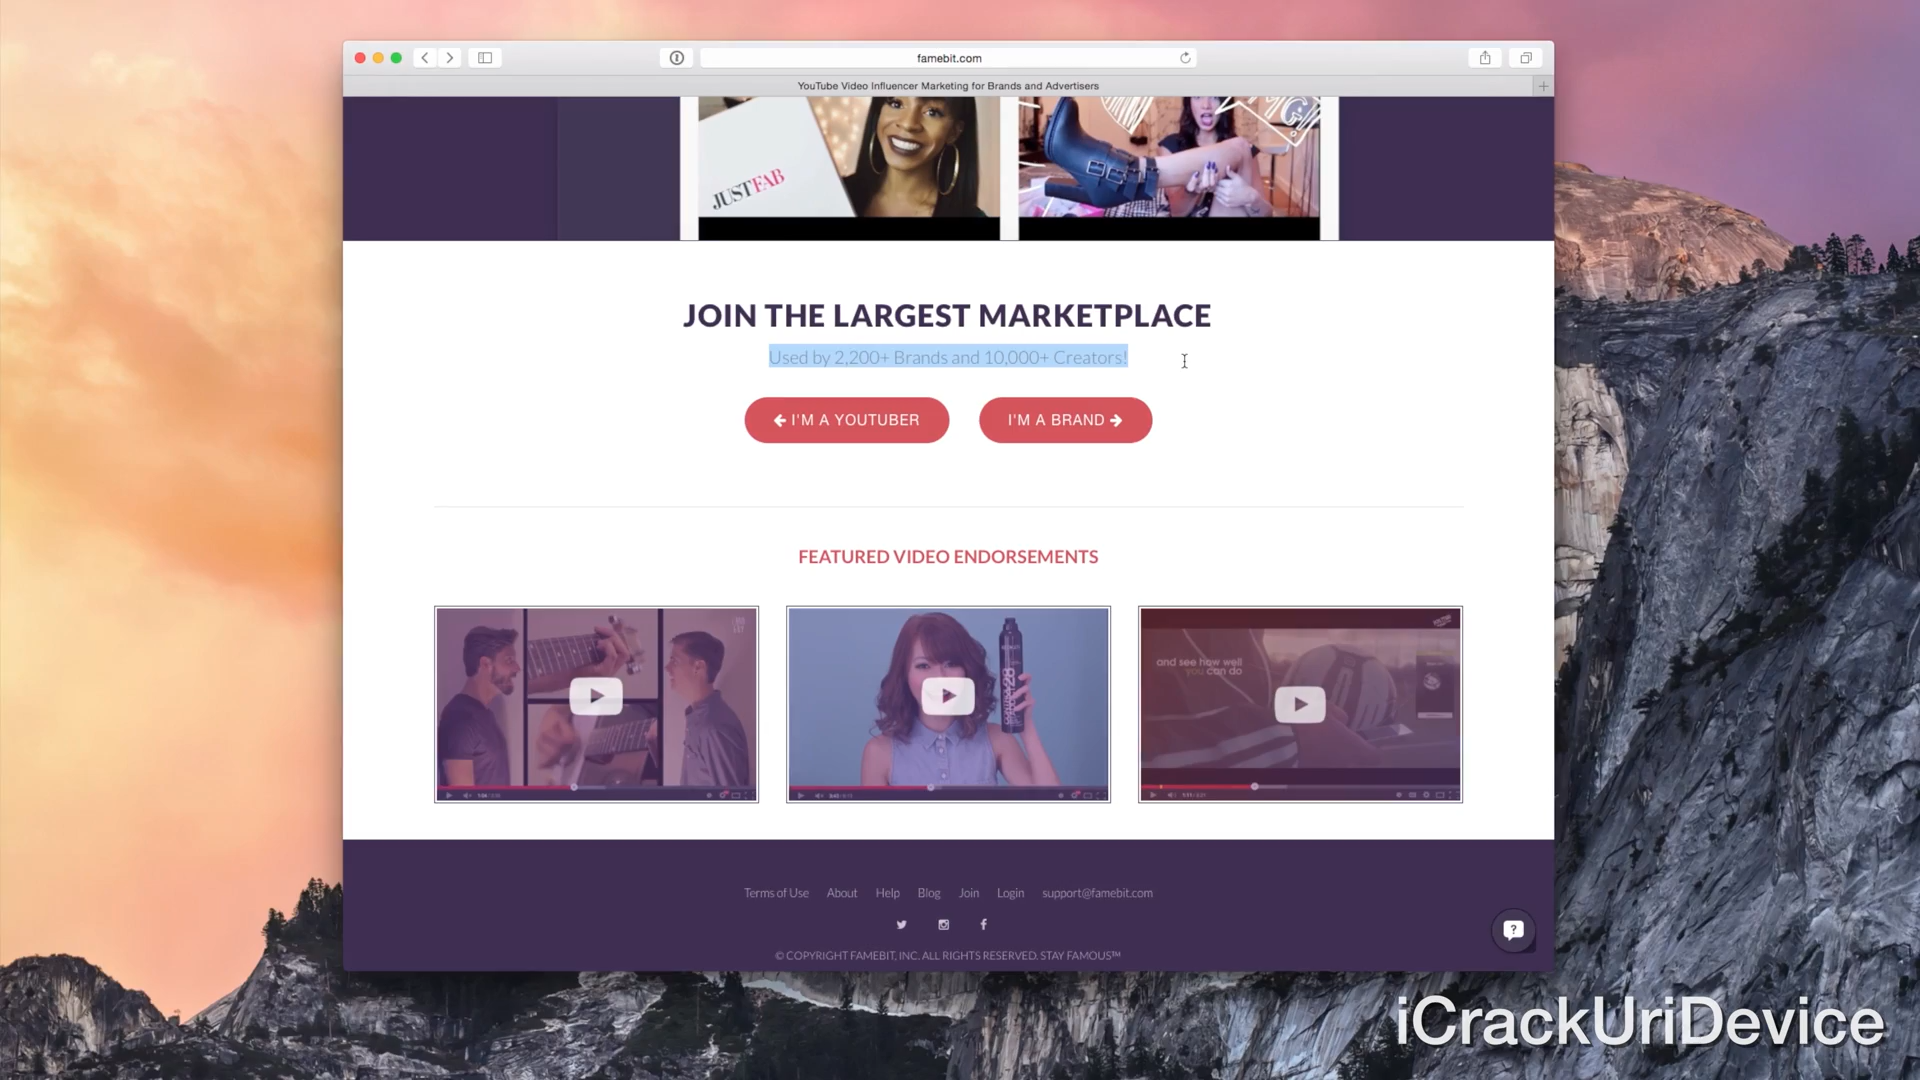 famebit.com
YouTube Video Influencer Marketing for Brands and Advertisers
JUSTFAB
JOIN THE LARGEST MARKETPLACE
Used by 2,200+ Brands and 10,000+ Creators!
I'M A YOUTUBER
I'M A BRAND
FEATURED VIDEO ENDORSEMENTS
and see how well
you can do
Terms of Use About Help Blog Join Login support@famebit.com
© COPYRIGHT FAMEBIT, INC. ALL RIGHTS RESERVED. STAY FAMOUS™
iCrackUriDevice